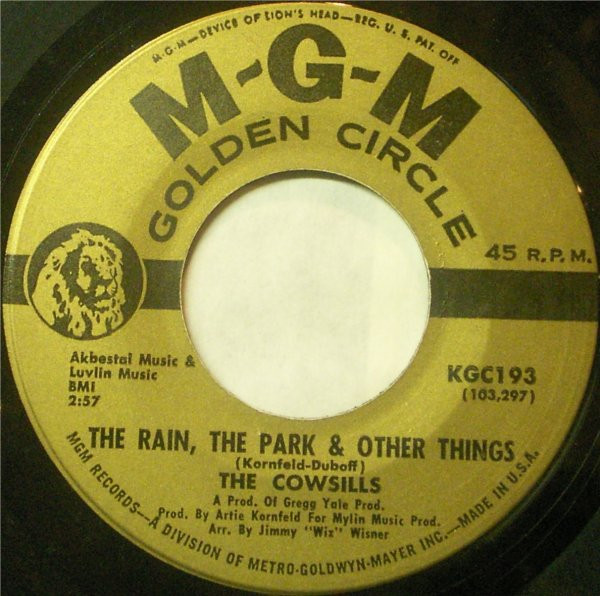 M-G-M—DEVICE OF LION'S HEAD—REG. U. S. PAT. OFF
M-G-M
GOLDEN CIRCLE
45 R.P.M.
Akbestal Music &
Luvlin Music
BMI
2:57
KGC193
(103,297)
THE RAIN, THE PARK & OTHER THINGS
(Kornfeld-Duboff)
THE COWSILLS
A Prod. Of Gregg Yale Prod.
Prod. By Artie Kornfeld For Mylin Music Prod.
Arr. By Jimmy "Wiz" Wisner
MGM RECORDS—A DIVISION OF METRO-GOLDWYN-MAYER INC.—MADE IN U.S.A.